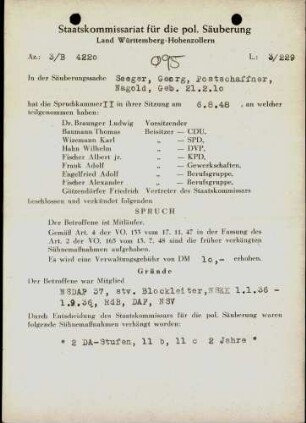 Staatskommissariat für die pol. Säuberung
Land Württemberg-Hohenzollern
Az: 3/B 4220
L: 3/229
In der Säuberungssache Seeger, Georg, Postschaffner,
Nagold, Geb. 21.2.10
hat die Spruchkammer II in ihrer Sitzung am 6.8.48 , an welcher
teilgenommen haben:
Dr. Brasunger Ludwig Vorsitzender
Baumann Thomas Beisitzer — CDU,
Wizemann Karl „ — SPD,
Hahn Wilhelm „ — DVP,
Fischer Albert jr. „ — KPD,
Frank Adolf „ — Gewerkschaften,
Engelfried Adolf „ — Berufsgruppe,
Fischer Alexander „ — Berufsgruppe,
Götzendörfer Friedrich Vertreter des Staatskommissars
beschlossen und verkündet folgenden
SPRUCH
Der Betroffene ist Mitläufer.
Gemäß Art. 4 der VO. 133 vom 17. 11. 47 in der Fassung des
Art. 2 der VO. 165 vom 13. 7. 48 sind die früher verhängten
Sühnemaßnahmen aufgehoben.
Es wird eine Verwaltungsgebühr von DM 10,- erhoben.
Gründe
Der Betroffene war Mitglied
NSDAP 37, stv. Blockleiter, NSKK 1.1.36 -
1.9.39, RdB, DAF, NSV
Durch Entscheidung des Staatskommissars für die pol. Säuberung waren
folgende Sühnemaßnahmen verhängt worden:
" 2 DA-Stufen, 11 b, 11 c 2 Jahre "